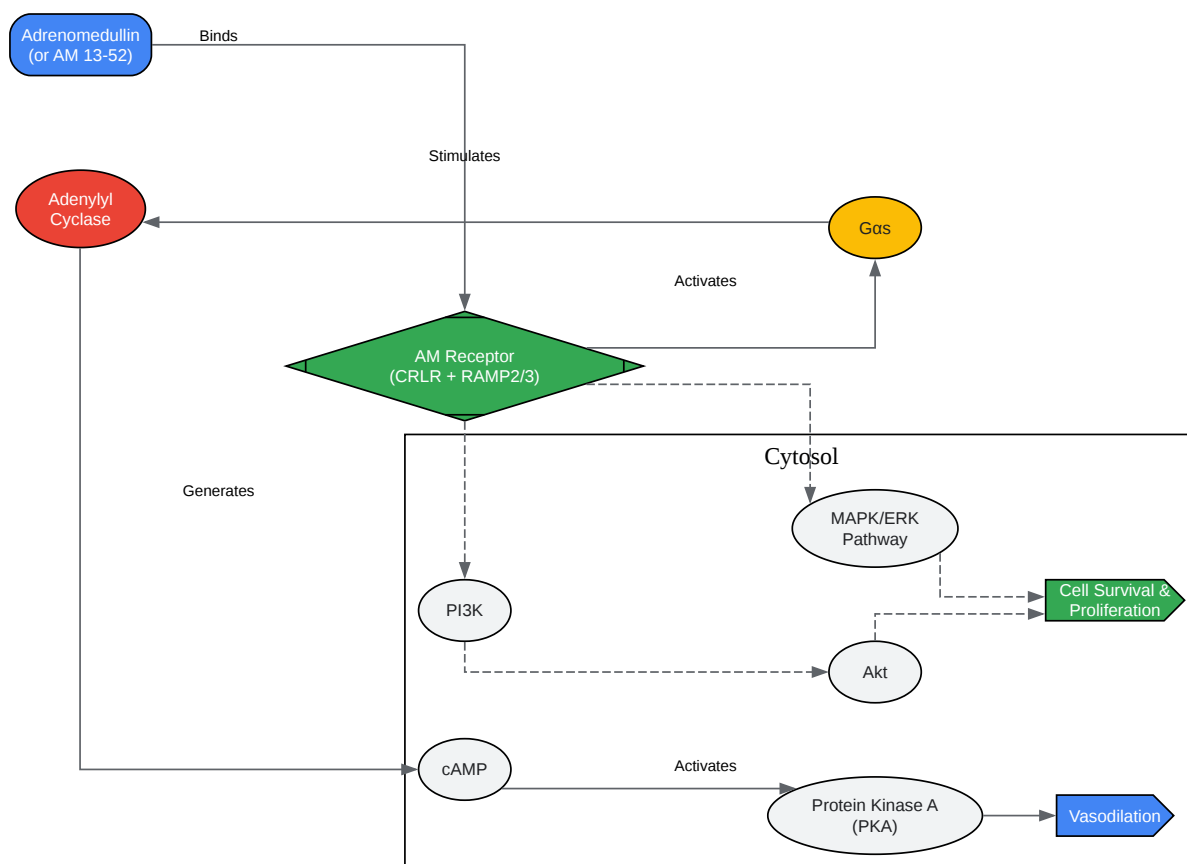 Adrenomedullin
(or AM 13-52)
Binds
Stimulates
Adenylyl
Cyclase
Gαs
Activates
AM Receptor
(CRLR + RAMP2/3)
Cytosol
Generates
MAPK/ERK
Pathway
PI3K
Cell Survival &
Proliferation
Akt
cAMP
Activates
Protein Kinase A
(PKA)
Vasodilation